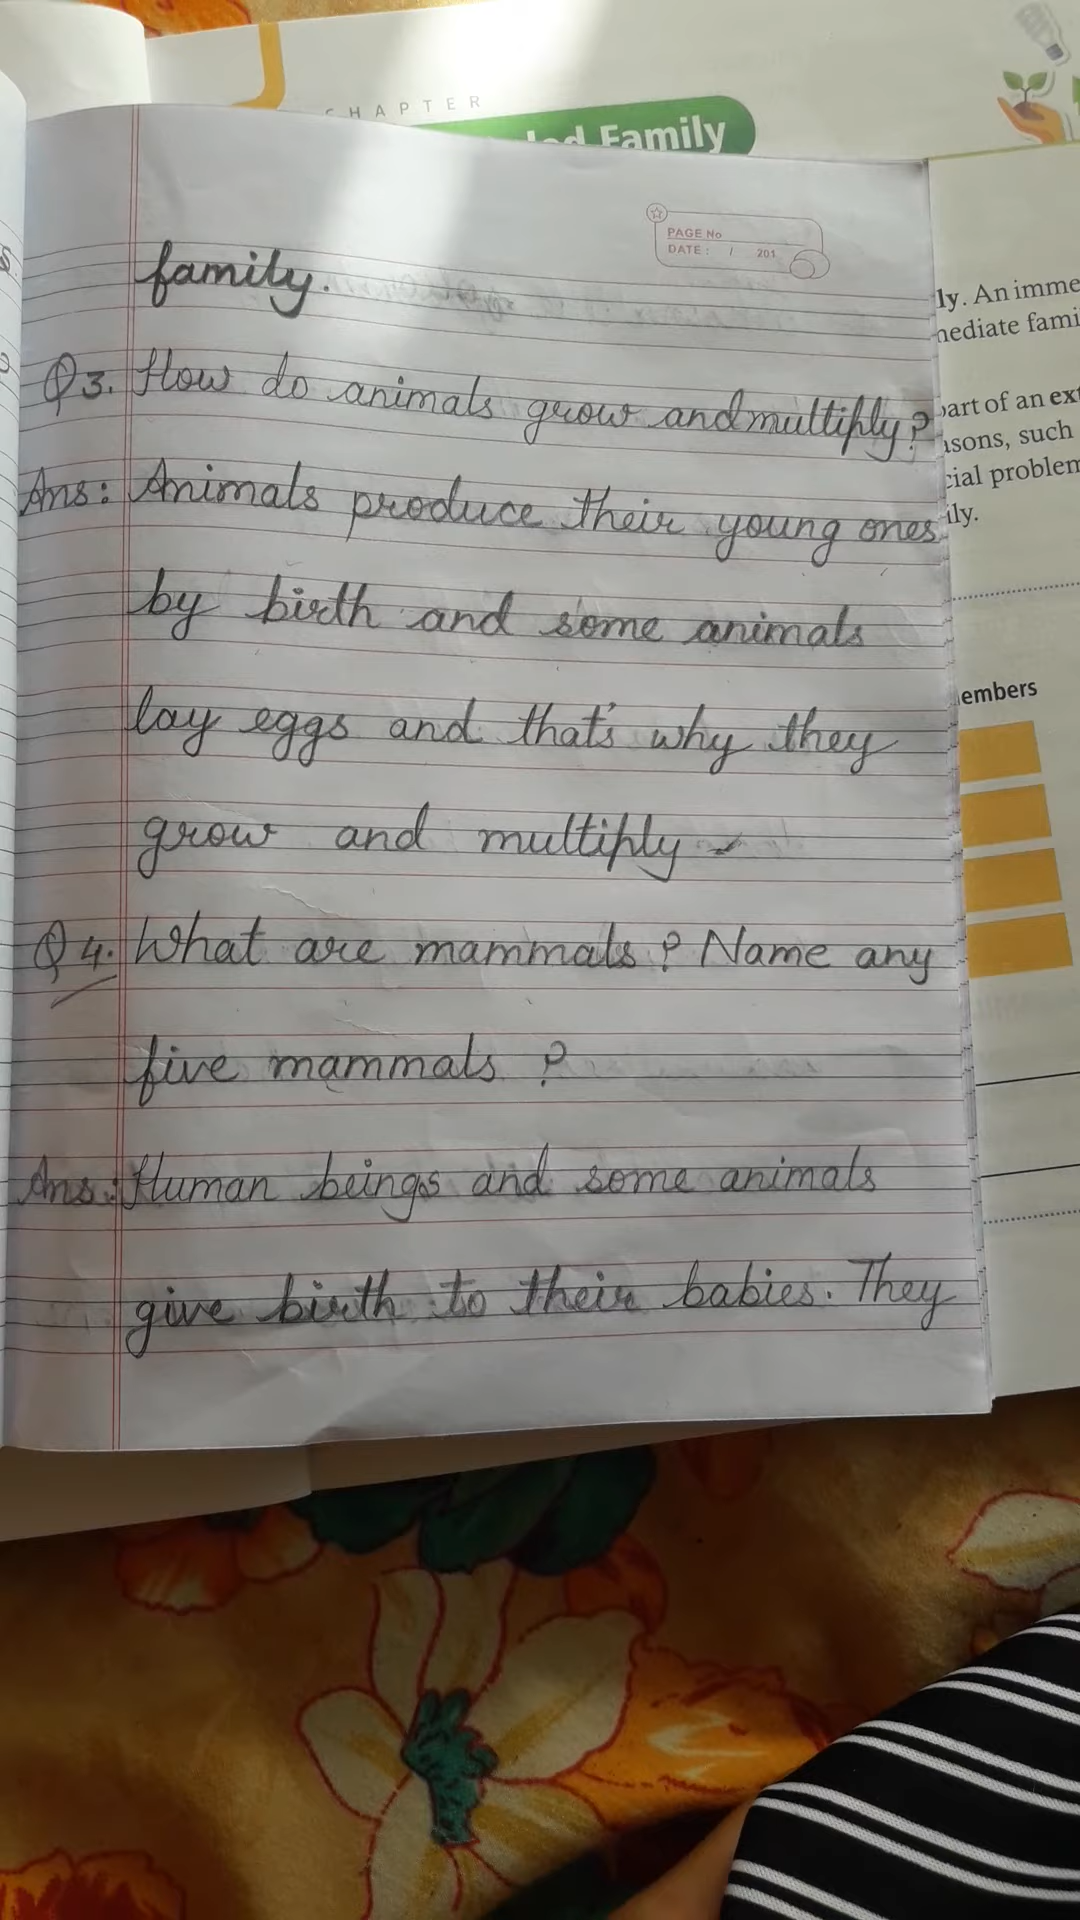 CHAPTER
Family
PAGE No
DATE: / 201
family.
Q3. How do animals grow and multiply?
Ans: Animals produce their young ones
by birth and some animals
lay eggs and that's why they
grow and multiply
Q4. What are mammals? Name any
five mammals ?
Ans: Human beings and some animals
give birth to their babies. They
ly. An imme
mediate fami
part of an ext
asons, such
cial problem
ily.
embers